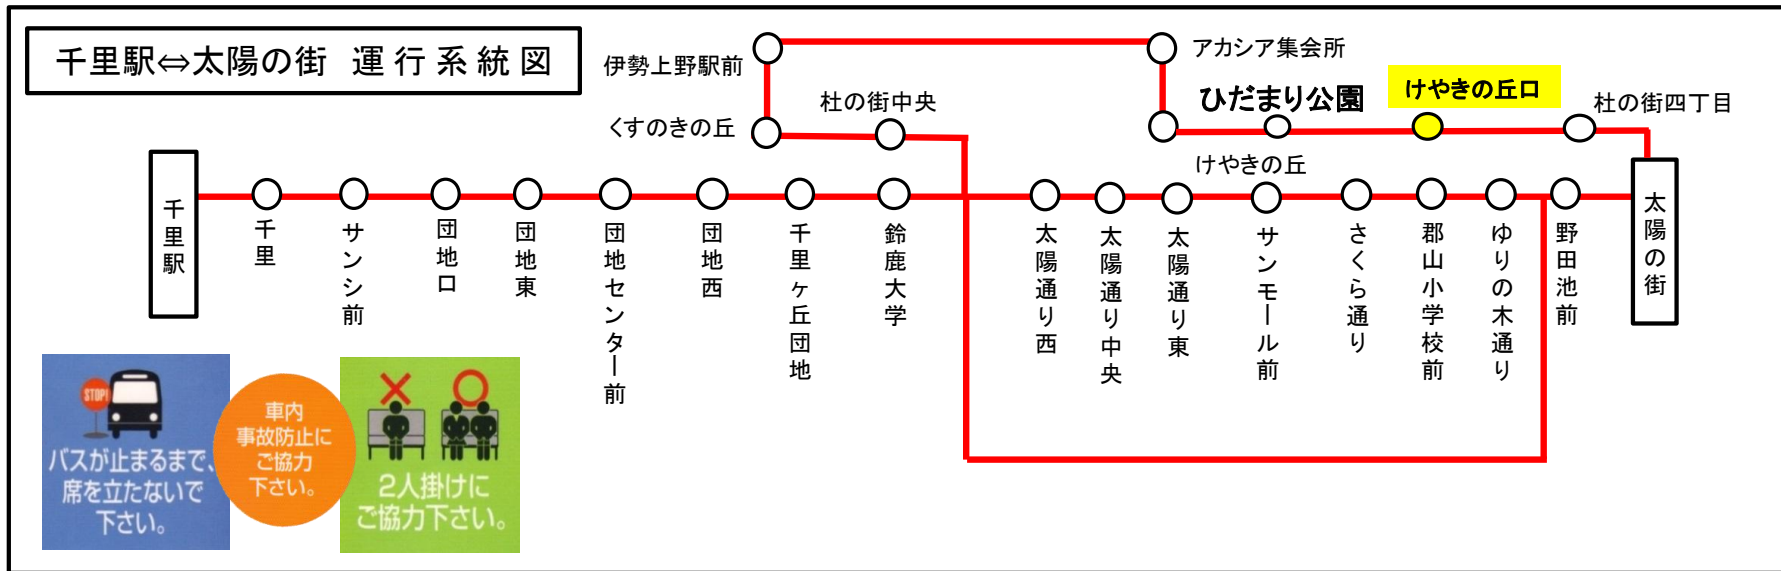 千里駅⇔太陽の街 運行系統図
伊勢上野駅前
アカシア集会所
くすのきの丘
杜の街中央
ひだまり公園
けやきの丘口
杜の街四丁目
けやきの丘
千里駅
千里
サンシ前
団地口
団地東
団地センター前
団地西
千里ヶ丘団地
鈴鹿大学
太陽通り西
太陽通り中央
太陽通り東
サンモール前
さくら通り
郡山小学校前
ゆりの木通り
野田池前
太陽の街
STOP!
バスが止まるまで、
席を立たないで
下さい。
車内
事故防止に
ご協力
下さい。
2人掛けに
ご協力下さい。